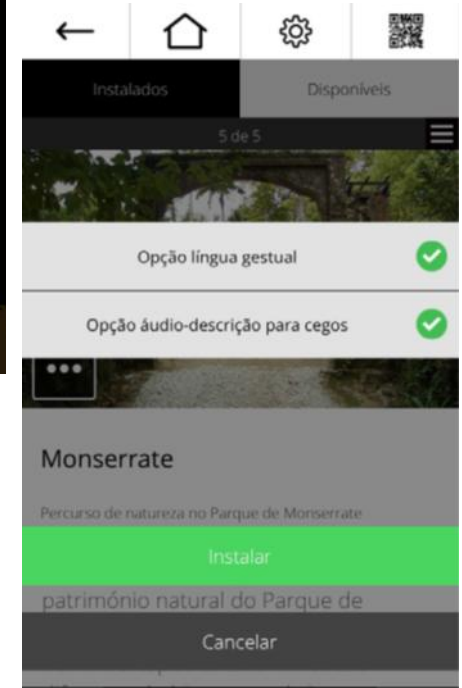 Instalados
Disponíveis
5 de 5
Opção língua gestual
Opção áudio-descrição para cegos
Monserrate
Percurso de natureza no Parque de Monserrate
Instalar
património natural do Parque de
Cancelar